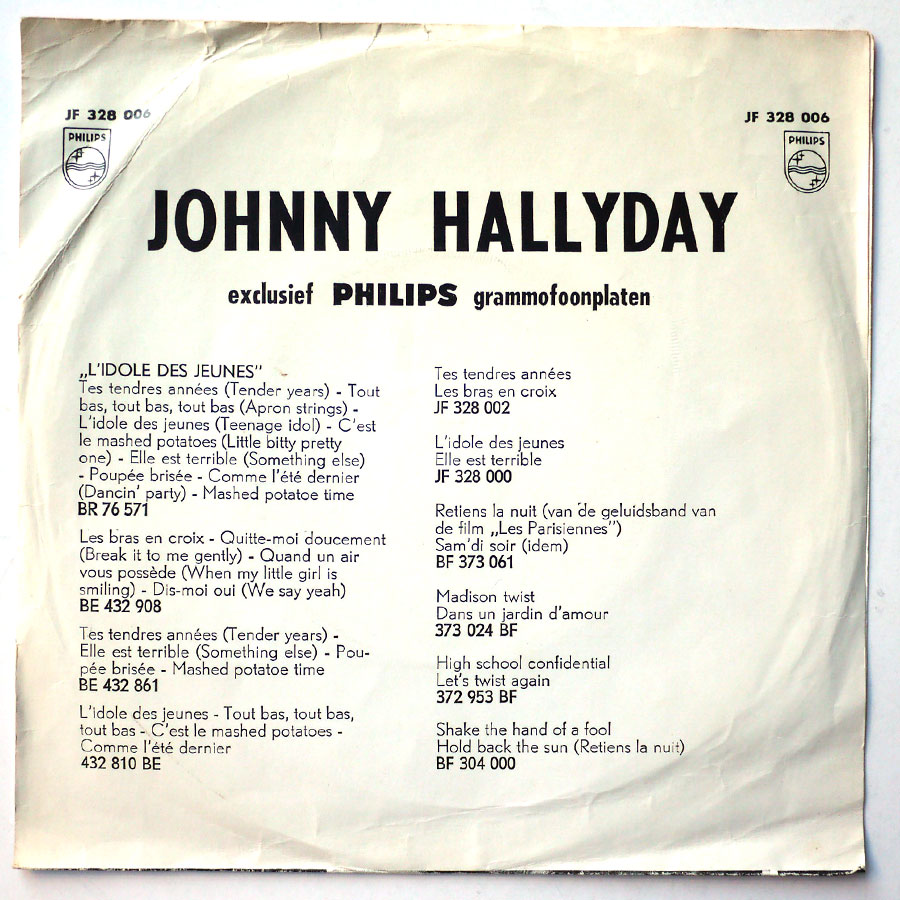 JF 328 006
JF 328 006
PHILIPS
PHILIPS
JOHNNY HALLYDAY
exclusief PHILIPS grammofoonplaten
„L'IDOLE DES JEUNES"
Tes tendres années (Tender years) - Tout
bas, tout bas, tout bas (Apron strings) -
L'idole des jeunes (Teenage idol) - C'est
le mashed potatoes (Little bitty pretty
one) - Elle est terrible (Something else)
- Poupée brisée - Comme l'été dernier
(Dancin' party) - Mashed potatoe time
BR 76 571
Les bras en croix - Quitte-moi doucement
(Break it to me gently) - Quand un air
vous possède (When my little girl is
smiling) - Dis-moi oui (We say yeah)
BE 432 908
Tes tendres années (Tender years) -
Elle est terrible (Something else) - Pou-
pée brisée - Mashed potatoe time
BE 432 861
L'idole des jeunes - Tout bas, tout bas,
tout bas - C'est le mashed potatoes -
Comme l'été dernier
432 810 BE
Tes tendres années
Les bras en croix
JF 328 002
L'idole des jeunes
Elle est terrible
JF 328 000
Retiens la nuit (van de geluidsband van
de film „Les Parisiennes")
Sam'di soir (idem)
BF 373 061
Madison twist
Dans un jardin d'amour
373 024 BF
High school confidential
Let's twist again
372 953 BF
Shake the hand of a fool
Hold back the sun (Retiens la nuit)
BF 304 000